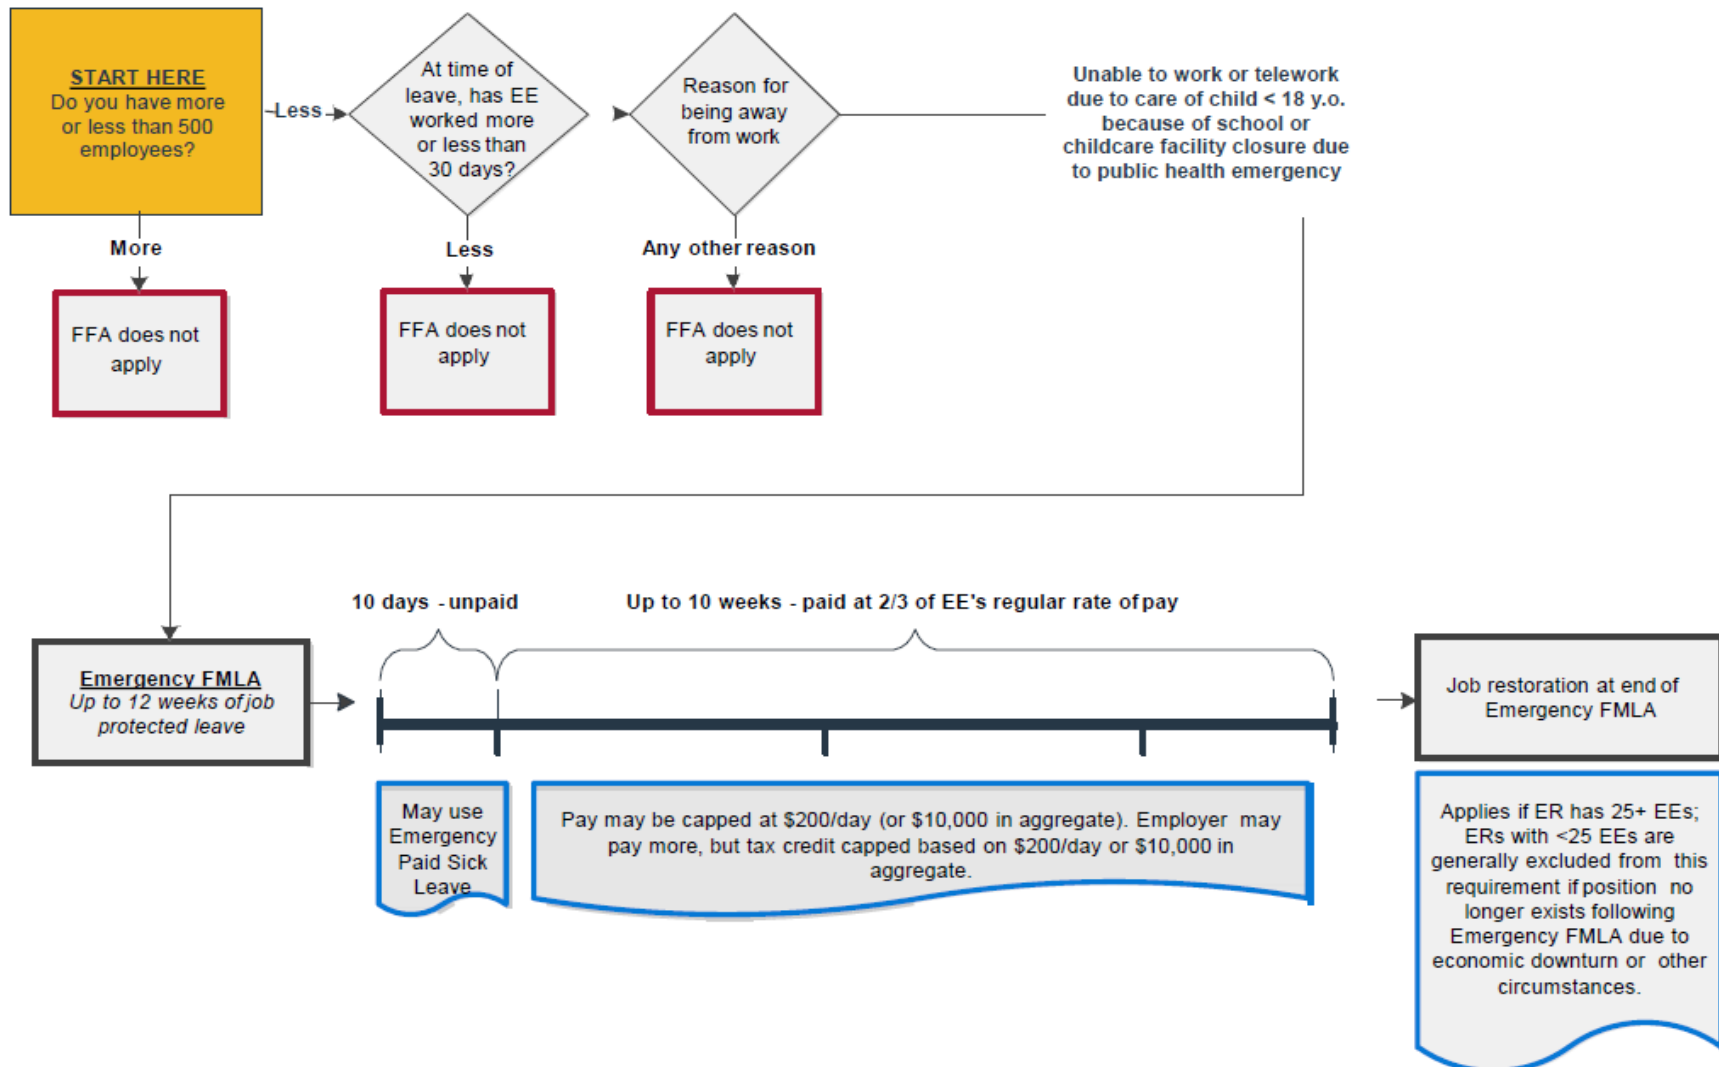 START HERE
Do you have more
or less than 500
employees?
Less
At time of
leave, has EE
worked more
or less than
30 days?
Reason for
being away
from work
Unable to work or telework
due to care of child < 18 y.o.
because of school or
childcare facility closure due
to public health emergency
More
Less
Any other reason
FFA does not
apply
FFA does not
apply
FFA does not
apply
10 days - unpaid
Up to 10 weeks - paid at 2/3 of EE's regular rate of pay
Emergency FMLA
Up to 12 weeks of job
protected leave
Job restoration at end of
Emergency FMLA
May use
Emergency
Paid Sick
Leave
Pay may be capped at $200/day (or $10,000 in aggregate). Employer may
pay more, but tax credit capped based on $200/day or $10,000 in
aggregate.
Applies if ER has 25+ EEs;
ERs with <25 EEs are
generally excluded from this
requirement if position no
longer exists following
Emergency FMLA due to
economic downturn or other
circumstances.